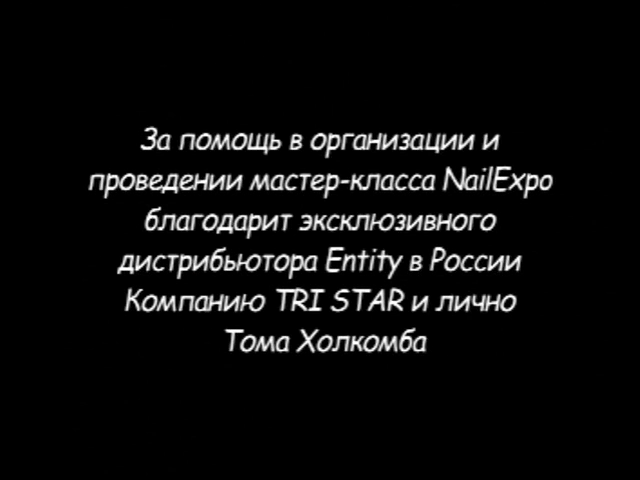 За помощь в организации и
проведении мастер-класса NailExpo
благодарит эксклюзивного
дистрибьютора Entity в России
Компанию TRI STAR и лично
Тома Холкомба